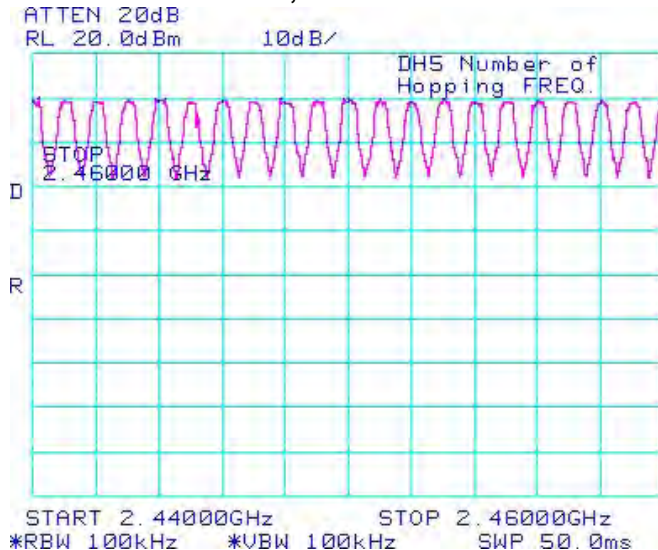 ATTEN 20dB
RL 20.0dBm 10dB/
DH5 Number of
Hopping FREQ.
STOP
2.46000 GHz
D
R
START 2.44000GHz STOP 2.46000GHz
*RBW 100kHz *VBW 100kHz SWP 50.0ms